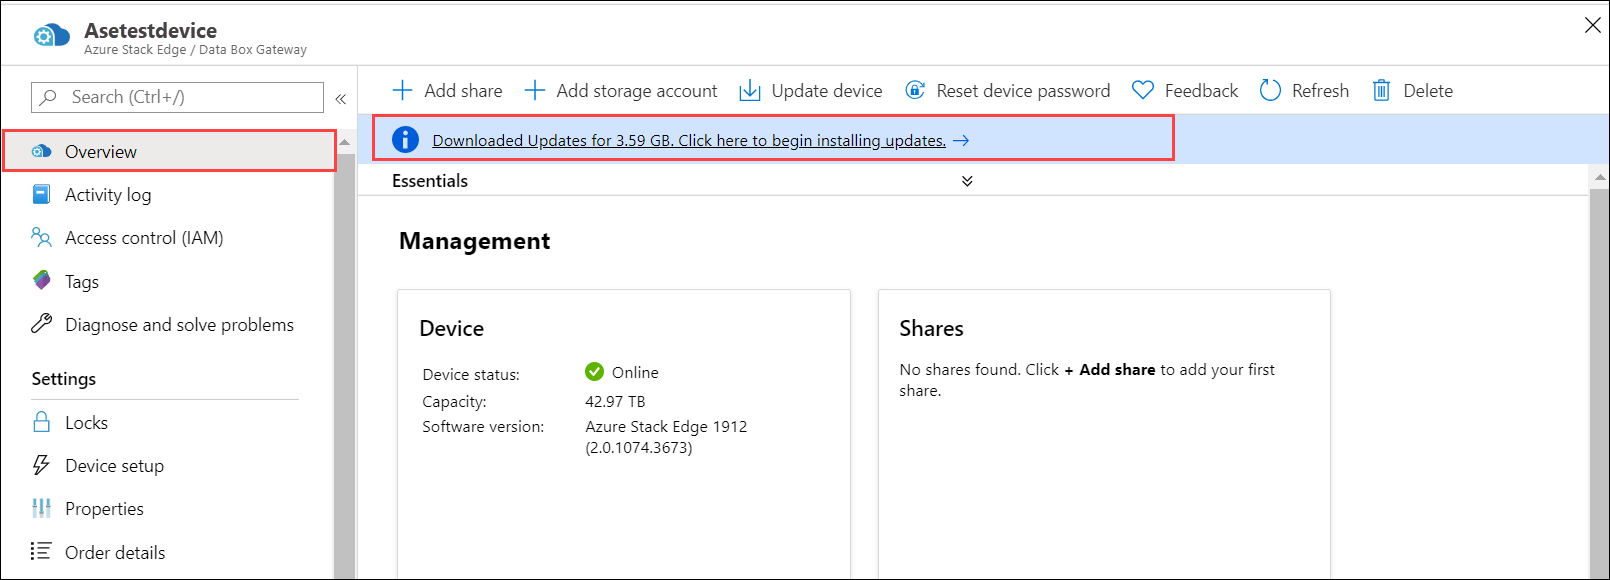 Asetestdevice
Azure Stack Edge / Data Box Gateway
Search (Ctrl+/)
Overview
Activity log
Access control (IAM)
Tags
Diagnose and solve problems
Settings
Locks
Device setup
Properties
Order details
Add share
Add storage account
Update device
Reset device password
Feedback
Refresh
Delete
Downloaded Updates for 3.59 GB. Click here to begin installing updates. →
Essentials
Management
Device
Device status: Online
Capacity: 42.97 TB
Software version: Azure Stack Edge 1912
(2.0.1074.3673)
Shares
No shares found. Click + Add share to add your first
share.